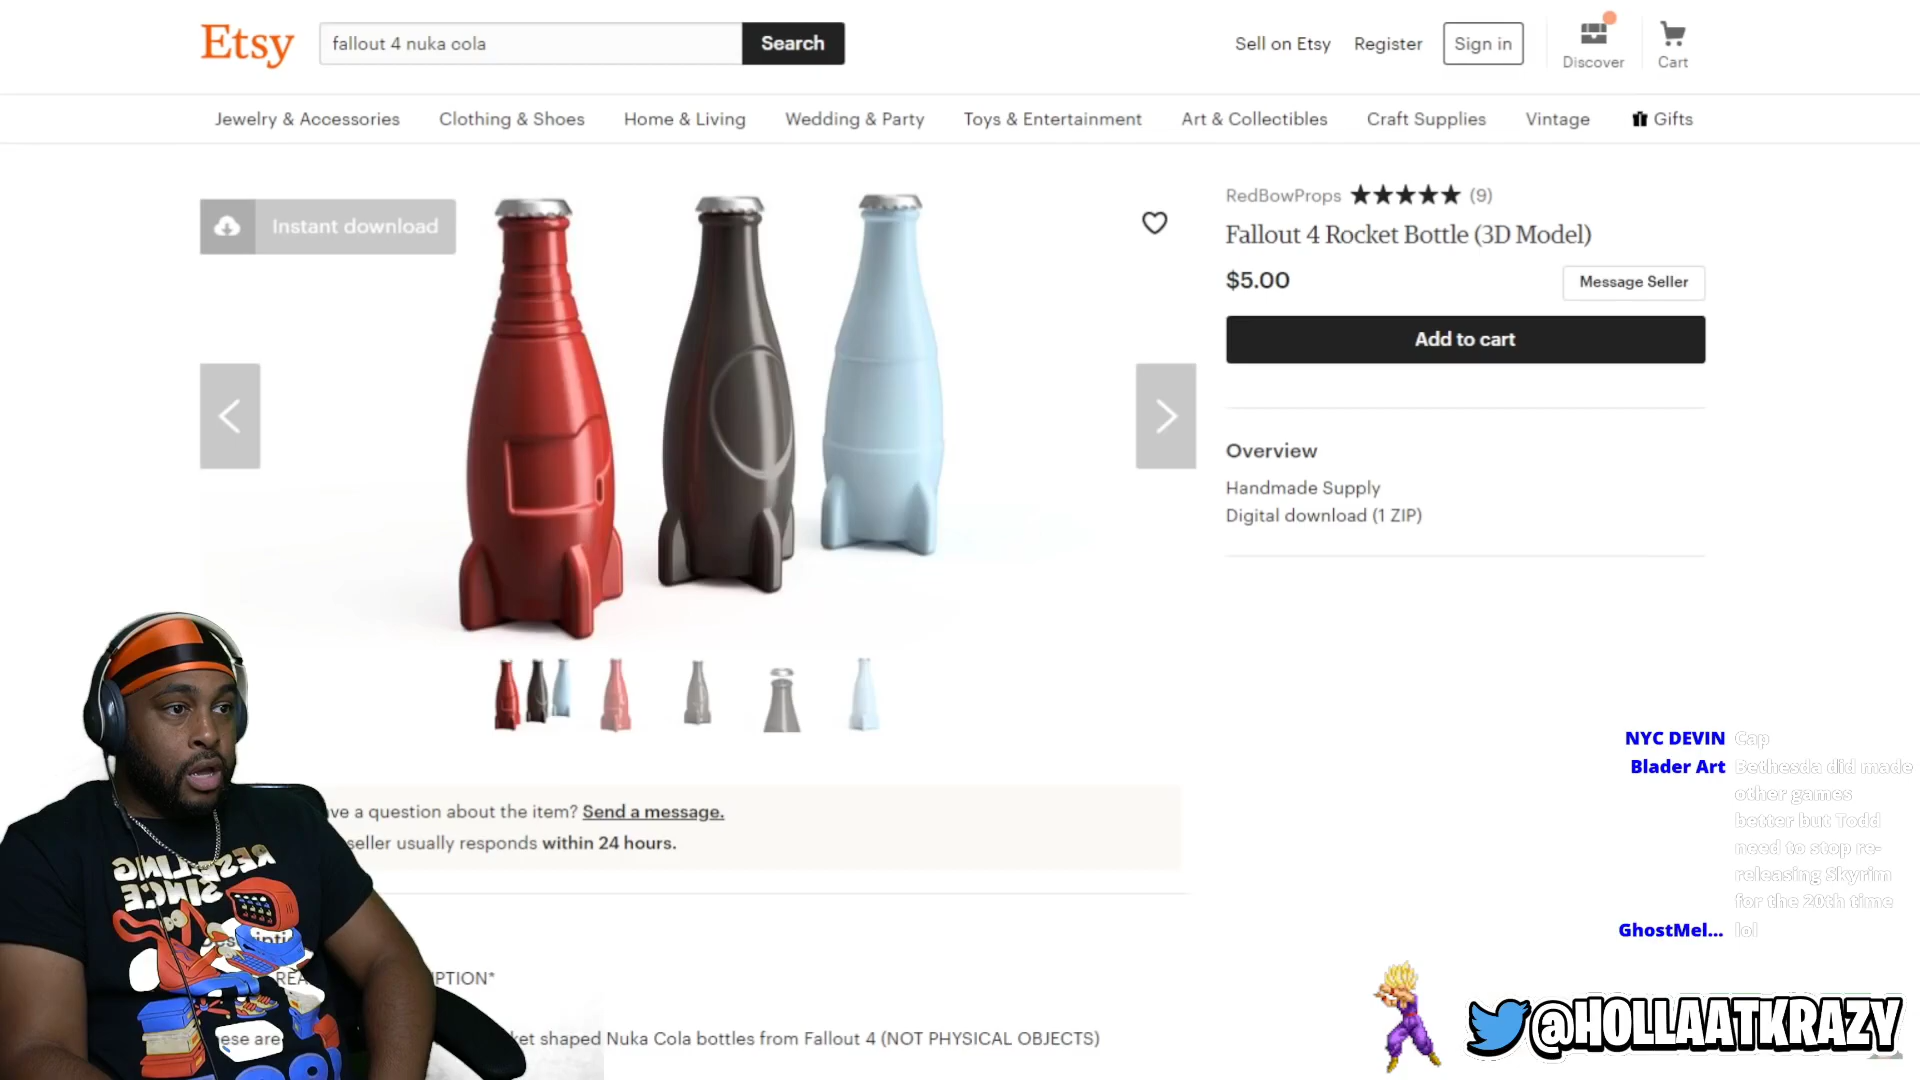 Etsy
fallout 4 nuka cola
Search
Sell on Etsy
Register
Sign in
Discover
Cart
Jewelry & Accessories
Clothing & Shoes
Home & Living
Wedding & Party
Toys & Entertainment
Art & Collectibles
Craft Supplies
Vintage
Gifts
Instant download
RedBowProps ★★★★★ (9)
Fallout 4 Rocket Bottle (3D Model)
$5.00
Message Seller
Add to cart
Overview
Handmade Supply
Digital download (1 ZIP)
ve a question about the item? Send a message.
seller usually responds within 24 hours.
PTION*
ket shaped Nuka Cola bottles from Fallout 4 (NOT PHYSICAL OBJECTS)
RESELLING
SINCE
NYC DEVIN Cap
Blader Art Bethesda did made
other games
better but Todd
need to stop re-
releasing Skyrim
for the 20th time
GhostMel... lol
@HOLLAATKRAZY